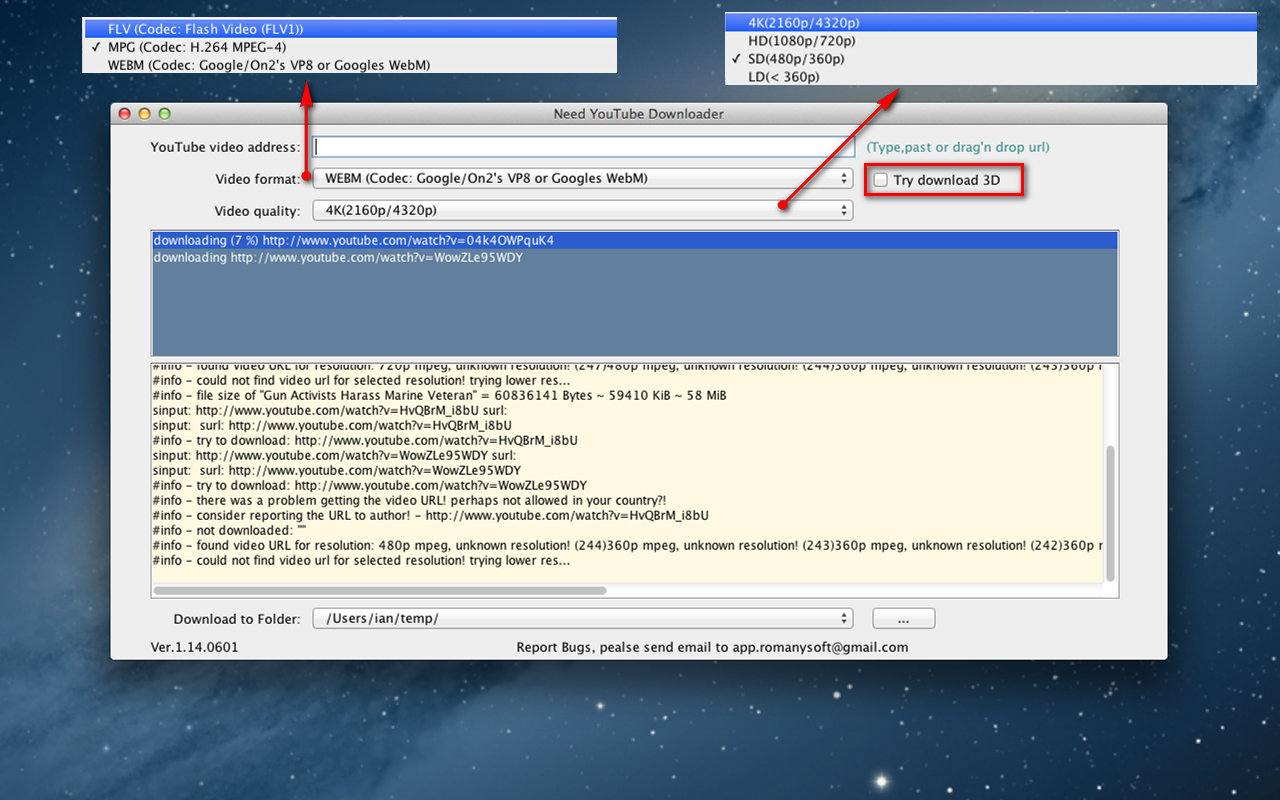 FLV (Codec: Flash Video (FLV1))
✓ MPG (Codec: H.264 MPEG-4)
WEBM (Codec: Google/On2's VP8 or Googles WebM)
4K(2160p/4320p)
HD(1080p/720p)
✓ SD(480p/360p)
LD(< 360p)
Need YouTube Downloader
YouTube video address:
(Type,past or drag'n drop url)
Video format: WEBM (Codec: Google/On2's VP8 or Googles WebM)
Try download 3D
Video quality: 4K(2160p/4320p)
downloading (7 %) http://www.youtube.com/watch?v=04k4OWPquK4
downloading http://www.youtube.com/watch?v=WowZLe95WDY
#info - found video URL for resolution: 720p mpeg, unknown resolution! (247)480p mpeg, unknown resolution! (244)360p mpeg, unknown resolution! (243)360p
#info - could not find video url for selected resolution! trying lower res...
#info - file size of "Gun Activists Harass Marine Veteran" = 60836141 Bytes ~ 59410 KiB ~ 58 MiB
sinput: http://www.youtube.com/watch?v=HvQBrM_i8bU surl:
sinput:  surl: http://www.youtube.com/watch?v=HvQBrM_i8bU
#info - try to download: http://www.youtube.com/watch?v=HvQBrM_i8bU
sinput: http://www.youtube.com/watch?v=WowZLe95WDY surl:
sinput:  surl: http://www.youtube.com/watch?v=WowZLe95WDY
#info - try to download: http://www.youtube.com/watch?v=WowZLe95WDY
#info - there was a problem getting the video URL! perhaps not allowed in your country?!
#info - consider reporting the URL to author! - http://www.youtube.com/watch?v=HvQBrM_i8bU
#info - not downloaded: ""
#info - found video URL for resolution: 480p mpeg, unknown resolution! (244)360p mpeg, unknown resolution! (243)360p mpeg, unknown resolution! (242)360p
#info - could not find video url for selected resolution! trying lower res...
Download to Folder: /Users/ian/temp/
...
Ver.1.14.0601
Report Bugs, pealse send email to app.romanysoft@gmail.com